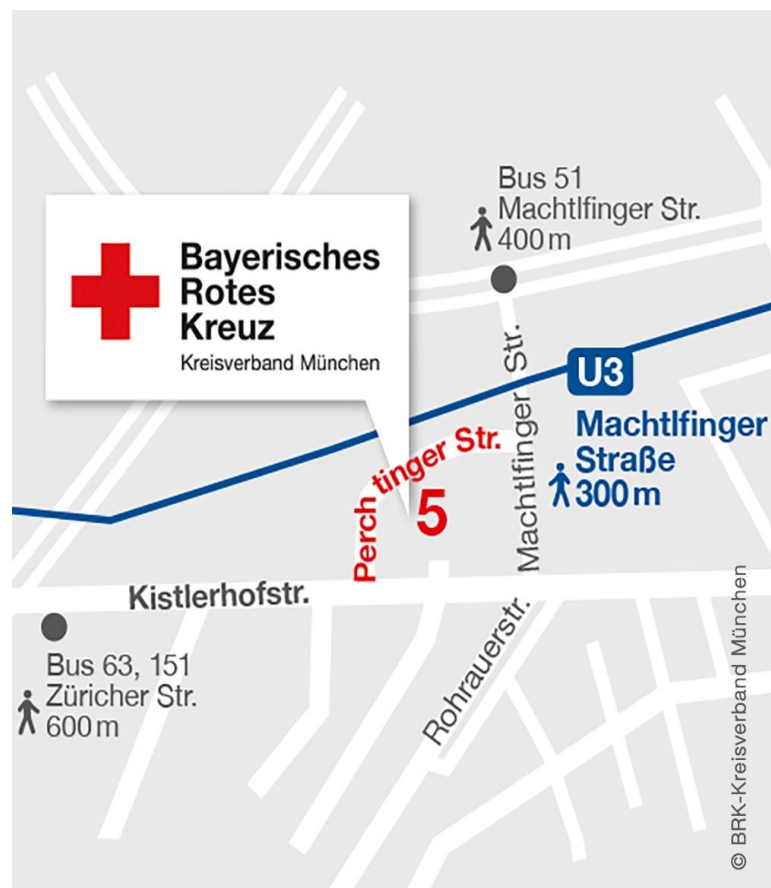 Bus 51
Machtlfinger Str.
400 m
Bayerisches
Rotes
Kreuz
Kreisverband München
U3
Machtlfinger
Straße
300 m
Machtlfinger Str.
Perchtinger Str.
5
Kistlerhofstr.
Rohrauerstr.
Bus 63, 151
Züricher Str.
600 m
© BRK-Kreisverband München